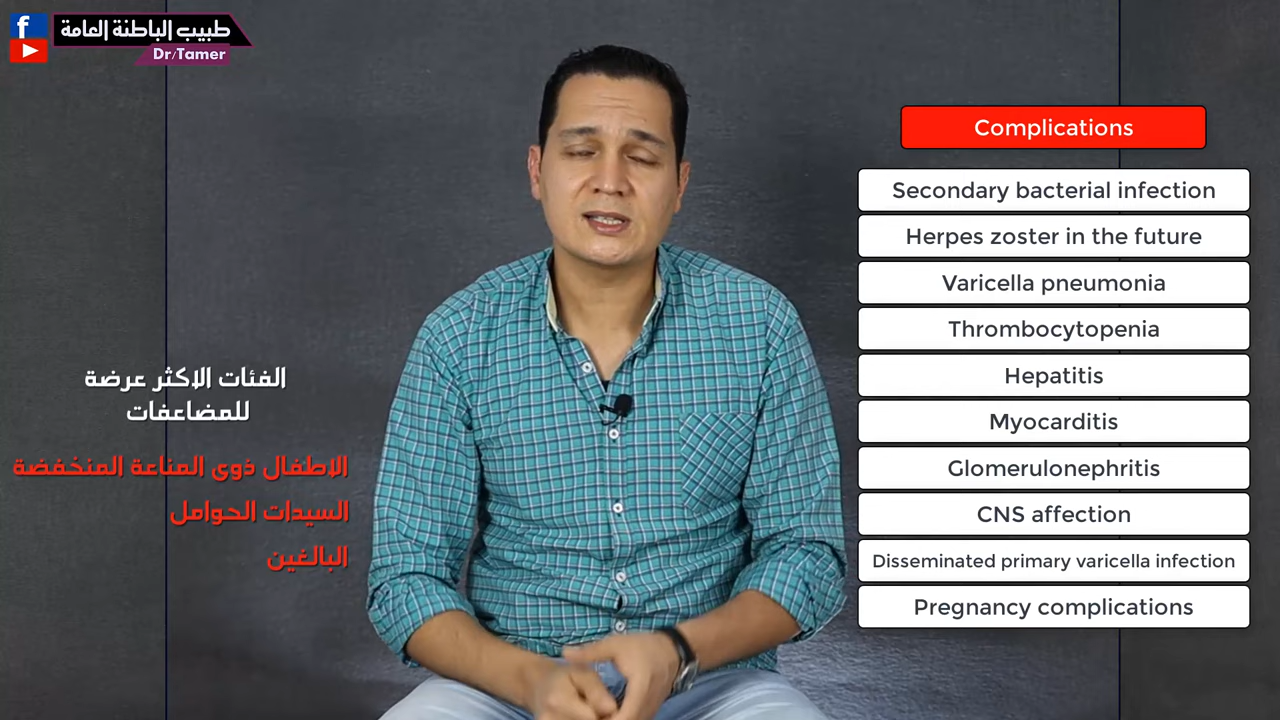 طبيب الباطنة العامة
Dr/Tamer
Complications
Secondary bacterial infection
Herpes zoster in the future
Varicella pneumonia
Thrombocytopenia
Hepatitis
Myocarditis
Glomerulonephritis
CNS affection
Disseminated primary varicella infection
Pregnancy complications
الفئات الاكثر عرضة
للمضاعفات
الاطفال ذوى المناعة المنخفضة
السيدات الحوامل
البالغين